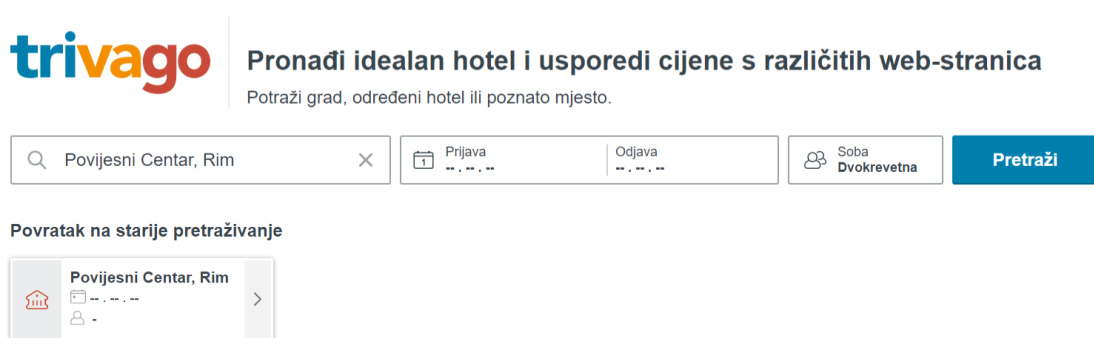 trivago
Pronađi idealan hotel i usporedi cijene s različitih web-stranica
Potraži grad, određeni hotel ili poznato mjesto.
Povijesni Centar, Rim
1
Prijava
-- . -- . --
Odjava
-- . -- . --
Soba
Dvokrevetna
Pretraži
Povratak na starije pretraživanje
Povijesni Centar, Rim
-- . -- . --
-